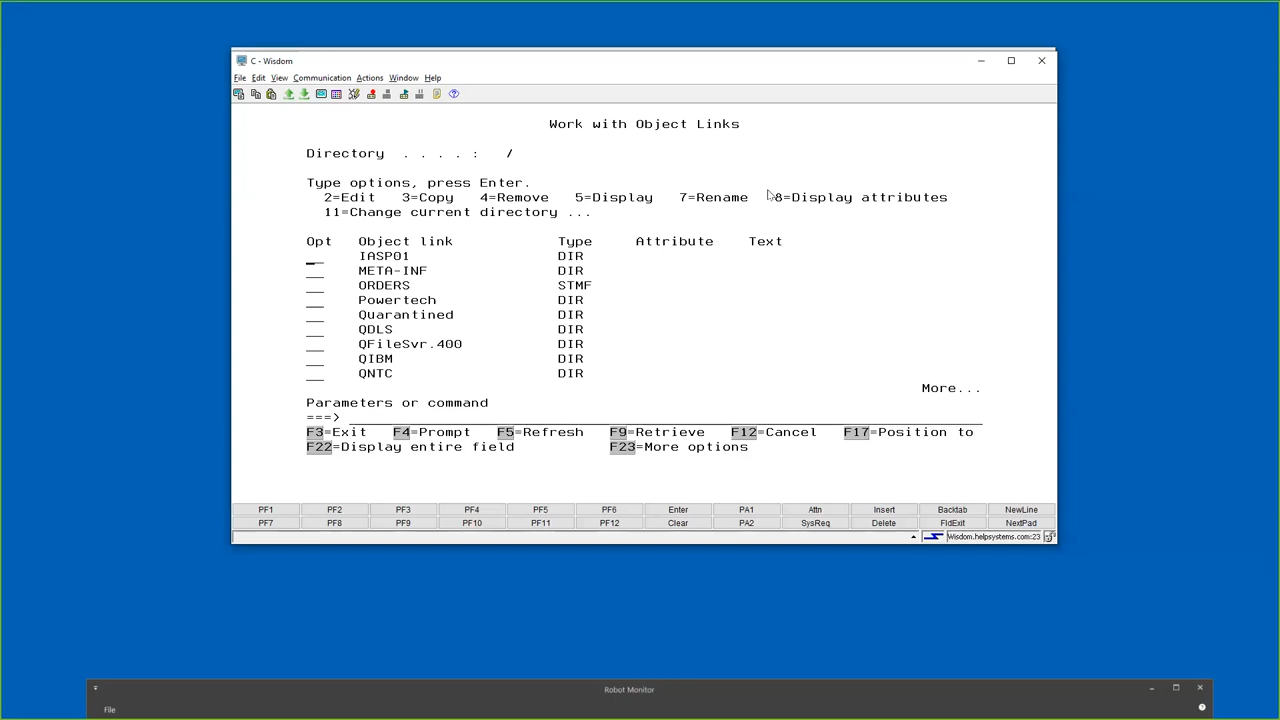 C - Wisdom
File Edit View Communication Actions Window Help
Work with Object Links
Directory . . . . : /
Type options, press Enter.
2=Edit 3=Copy 4=Remove 5=Display 7=Rename 8=Display attributes
11=Change current directory ...
Opt Object link Type Attribute Text
IASP01 DIR
META-INF DIR
ORDERS STMF
Powertech DIR
Quarantined DIR
QDLS DIR
QFileSvr.400 DIR
QIBM DIR
QNTC DIR
More...
Parameters or command
===>
F3=Exit F4=Prompt F5=Refresh F9=Retrieve F12=Cancel F17=Position to
F22=Display entire field F23=More options
PF1 PF2 PF3 PF4 PF5 PF6 Enter PA1 Attn Insert Backtab NewLine
PF7 PF8 PF9 PF10 PF11 PF12 Clear PA2 SysReq Delete FldExit NextPad
Wisdom.helpsystems.com:23
Robot Monitor
File